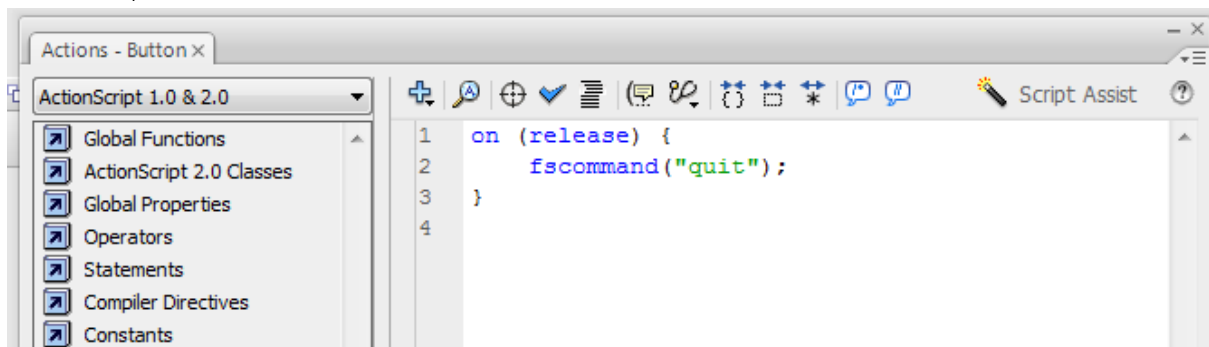 Actions - Button ×
ActionScript 1.0 & 2.0
Script Assist
Global Functions
ActionScript 2.0 Classes
Global Properties
Operators
Statements
Compiler Directives
Constants
1 on (release) {
2 fscommand("quit");
3 }
4